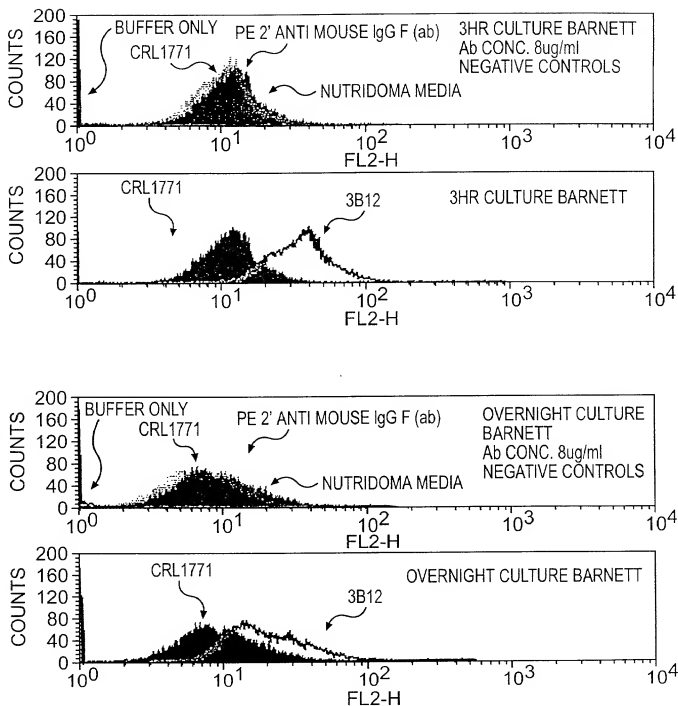 BUFFER ONLY
CRL1771
PE 2' ANTI MOUSE IgG F (ab)
NUTRIDOMA MEDIA
3HR CULTURE BARNETT
Ab CONC. 8ug/ml
NEGATIVE CONTROLS
COUNTS
200
160
120
80
40
0
10^0
10^1
10^2
10^3
10^4
FL2-H
CRL1771
3B12
3HR CULTURE BARNETT
COUNTS
200
160
120
80
40
0
10^0
10^1
10^2
10^3
10^4
FL2-H
BUFFER ONLY
CRL1771
PE 2' ANTI MOUSE IgG F (ab)
NUTRIDOMA MEDIA
OVERNIGHT CULTURE
BARNETT
Ab CONC. 8ug/ml
NEGATIVE CONTROLS
COUNTS
200
160
120
80
40
0
10^0
10^1
10^2
10^3
10^4
FL2-H
CRL1771
3B12
OVERNIGHT CULTURE BARNETT
COUNTS
200
160
120
80
40
0
10^0
10^1
10^2
10^3
10^4
FL2-H